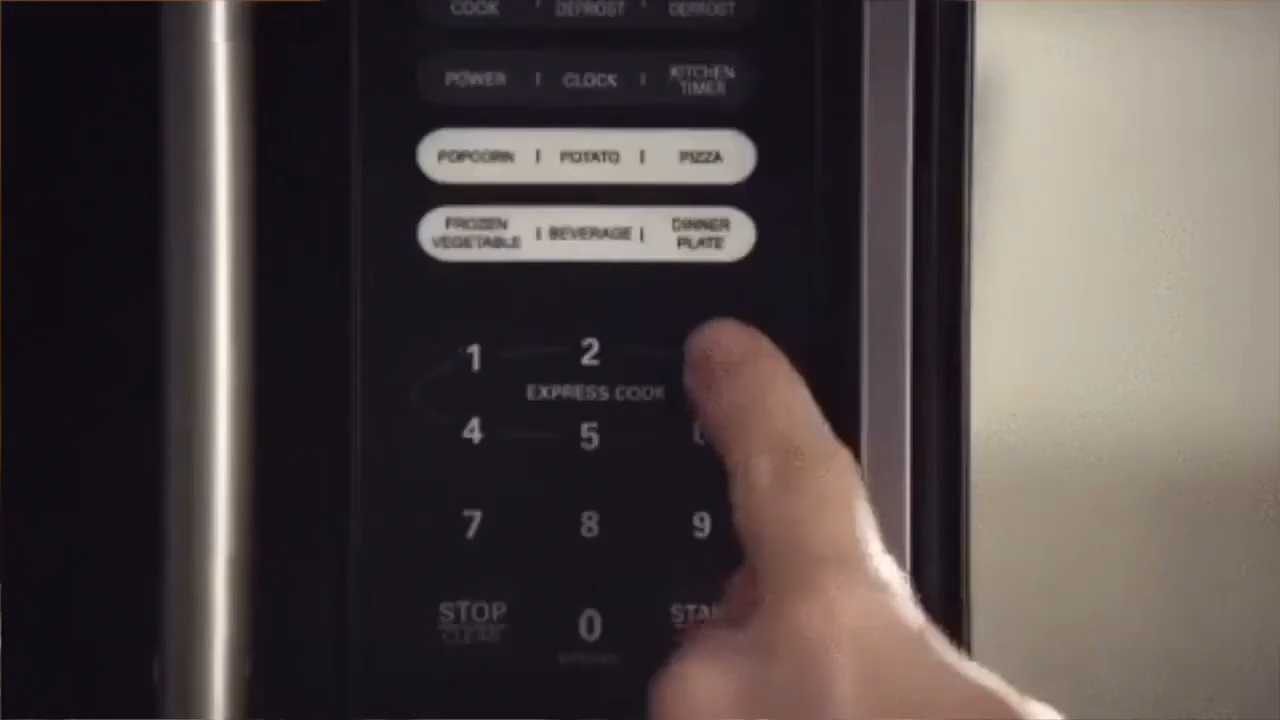 COOK DEFROST DEFROST
POWER | CLOCK | KITCHEN TIMER
POPCORN | POTATO | PIZZA
FROZEN VEGETABLE | BEVERAGE | DINNER PLATE
1 2
EXPRESS COOK
4 5
7 8 9
STOP 0
CLEAR